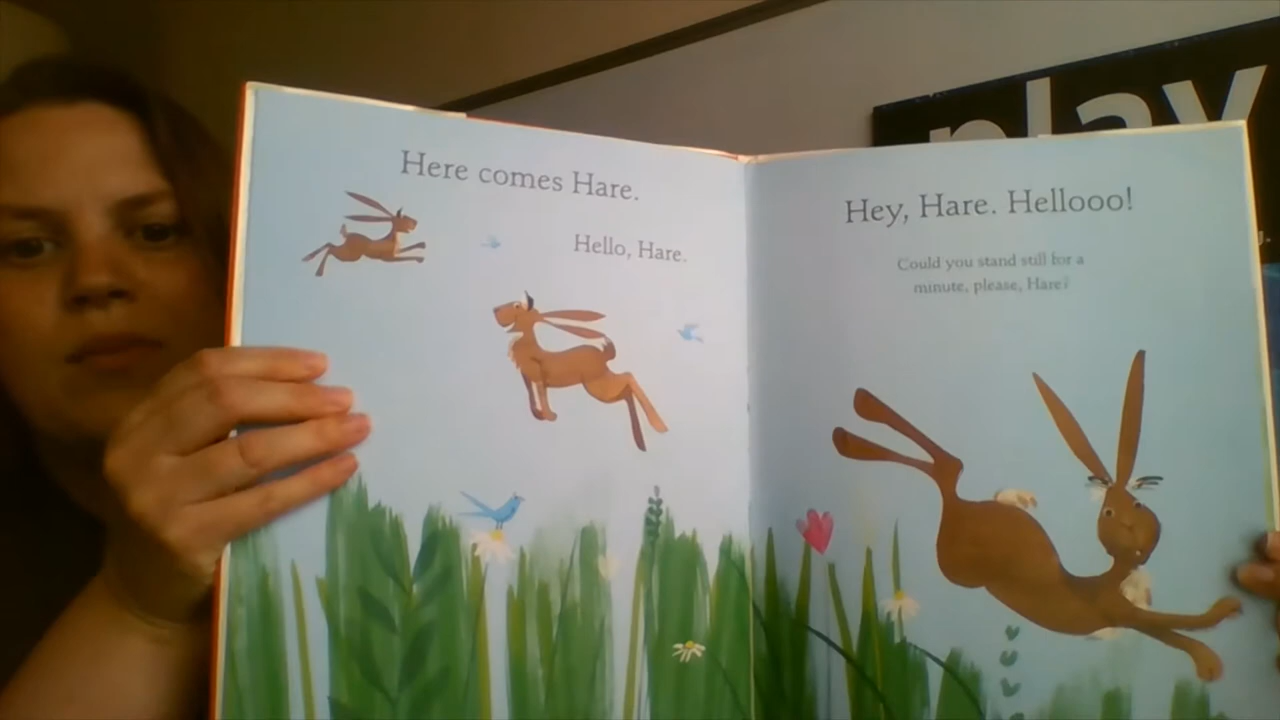 Here comes Hare.
Hello, Hare.
Hey, Hare. Hellooo!
Could you stand still for a
minute, please, Hare?
play